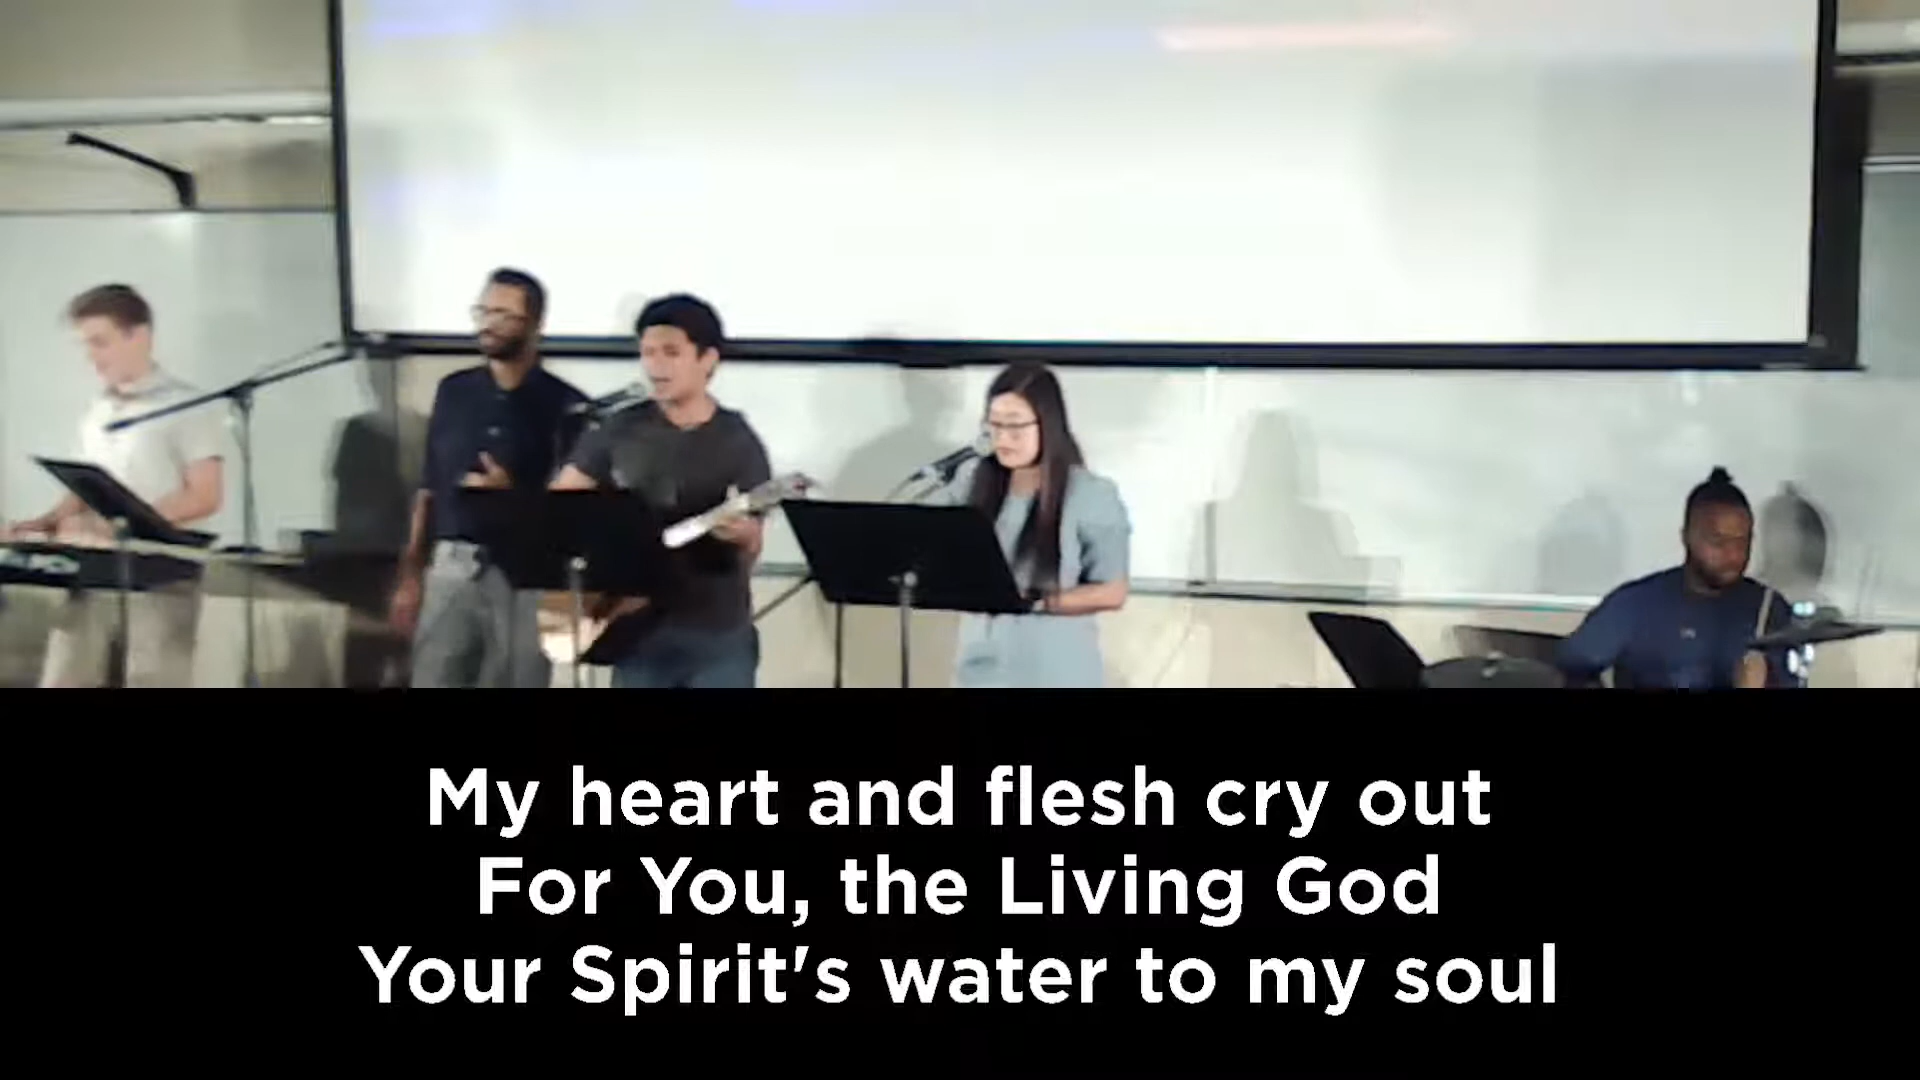 My heart and flesh cry out
For You, the Living God
Your Spirit's water to my soul